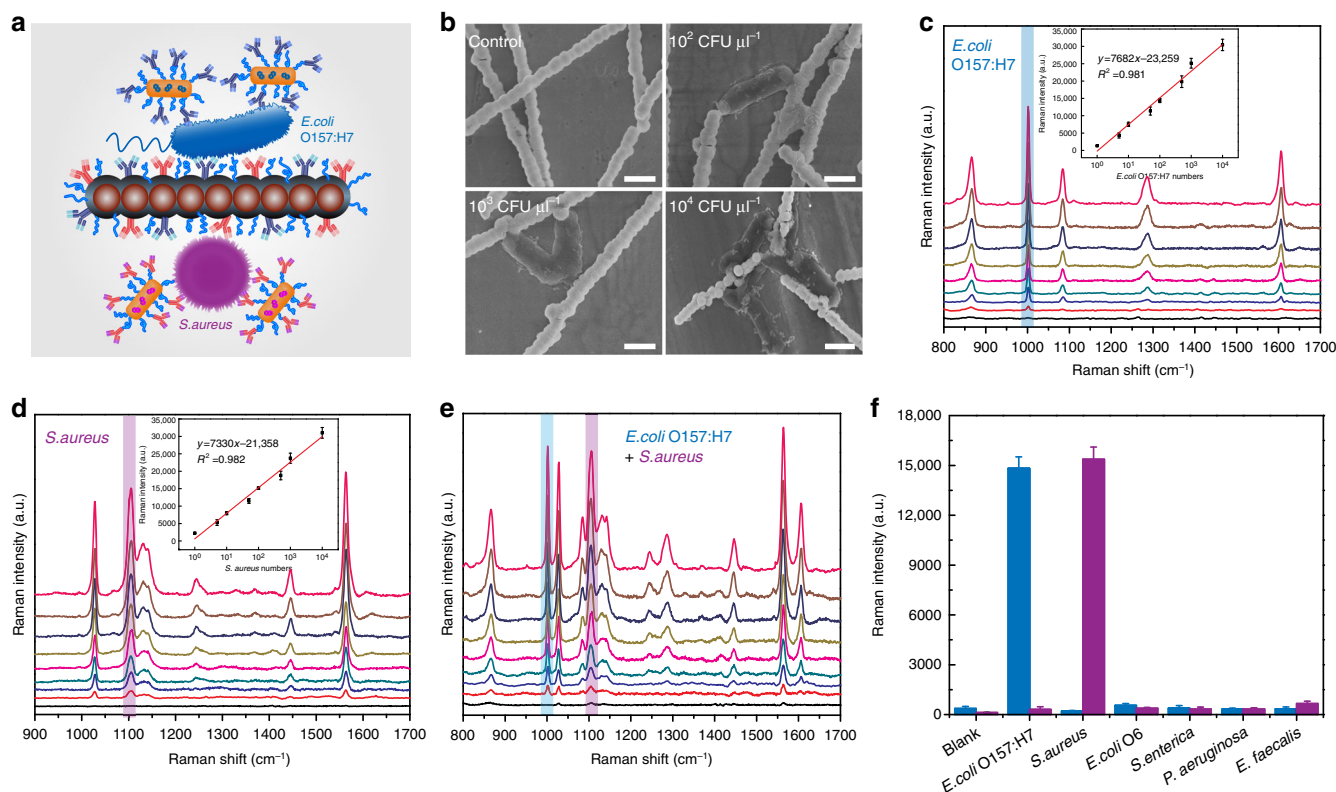 a
E.coli
O157:H7
S.aureus
b
Control
10² CFU µl⁻¹
10³ CFU µl⁻¹
10⁴ CFU µl⁻¹
c
E.coli
O157:H7
Raman intensity (a.u.)
35,000
30,000
25,000
20,000
15,000
10,000
5000
0
y=7682x−23,259
R² =0.981
10⁰ 10¹ 10² 10³ 10⁴
E.coli O157:H7 numbers
Raman intensity (a.u.)
800 900 1000 1100 1200 1300 1400 1500 1600 1700
Raman shift (cm⁻¹)
d
S.aureus
Raman intensity (a.u.)
35,000
30,000
25,000
20,000
15,000
10,000
5000
0
y=7330x−21,358
R² =0.982
10⁰ 10¹ 10² 10³ 10⁴
S. aureus numbers
Raman intensity (a.u.)
900 1000 1100 1200 1300 1400 1500 1600 1700
Raman shift (cm⁻¹)
e
E.coli O157:H7
+ S.aureus
Raman intensity (a.u.)
800 900 1000 1100 1200 1300 1400 1500 1600 1700
Raman shift (cm⁻¹)
f
Raman intensity (a.u.)
18,000
15,000
12,000
9000
6000
3000
0
Blank
E.coli O157:H7
S.aureus
E.coli O6
S.enterica
P. aeruginosa
E. faecalis